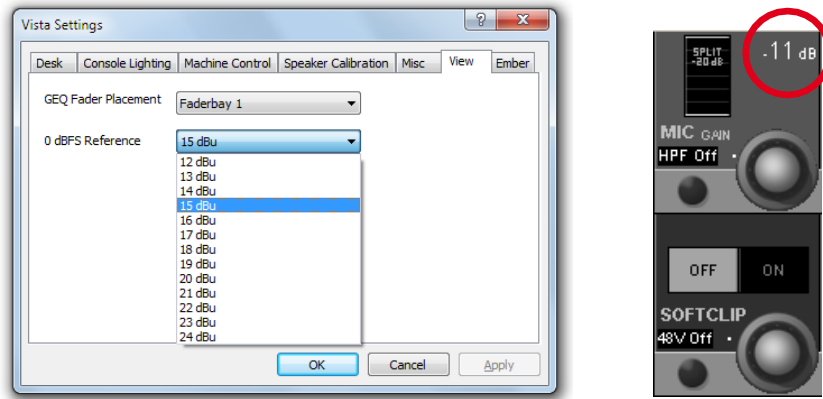 Vista Settings
?
X
Desk
Console Lighting
Machine Control
Speaker Calibration
Misc
View
Ember
GEQ Fader Placement
Faderbay 1
0 dBFS Reference
15 dBu
12 dBu
13 dBu
14 dBu
15 dBu
16 dBu
17 dBu
18 dBu
19 dBu
20 dBu
21 dBu
22 dBu
23 dBu
24 dBu
OK
Cancel
Apply
SPLIT
-20 dB
-11 dB
MIC GAIN
HPF Off
OFF
ON
SOFTCLIP
48V Off